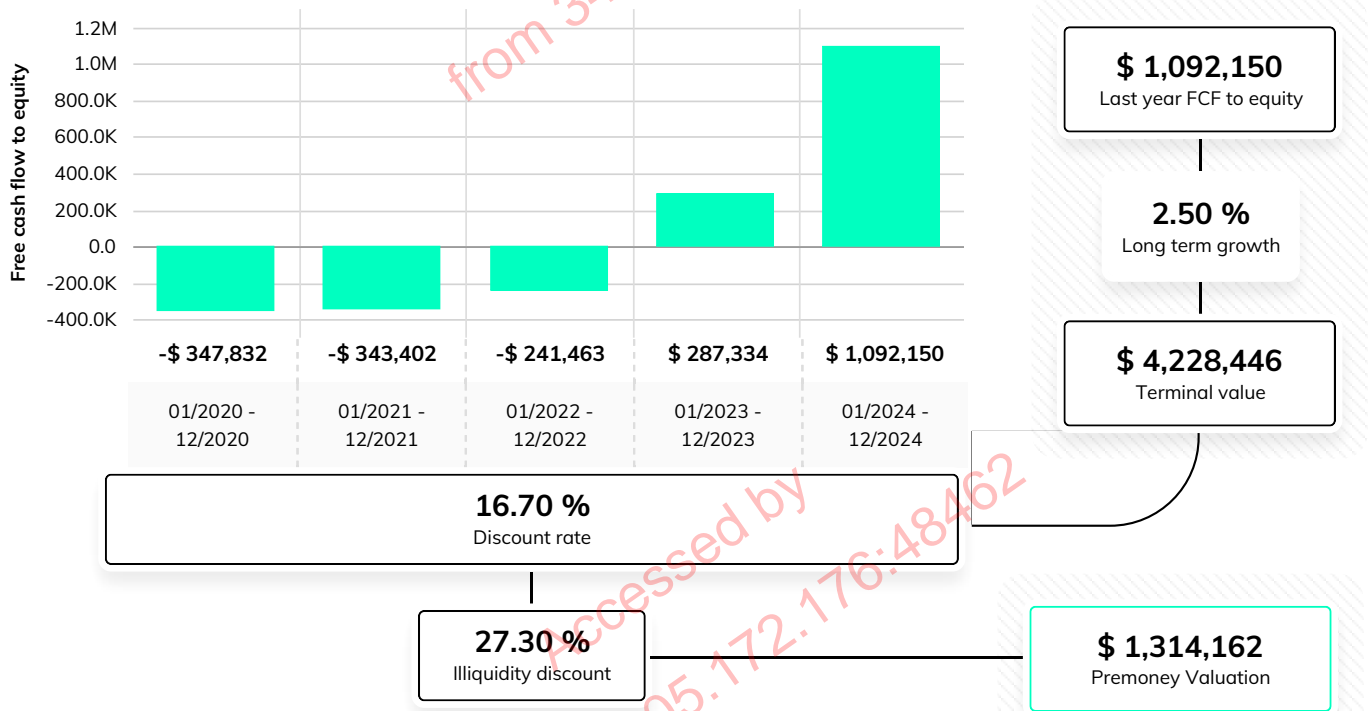 Free cash flow to equity
1.2M
1.0M
800.0K
600.0K
400.0K
200.0K
0.0
-200.0K
-400.0K
-$ 347,832
-$ 343,402
-$ 241,463
$ 287,334
$ 1,092,150
01/2020 -
12/2020
01/2021 -
12/2021
01/2022 -
12/2022
01/2023 -
12/2023
01/2024 -
12/2024
16.70 %
Discount rate
27.30 %
Illiquidity discount
$ 1,092,150
Last year FCF to equity
2.50 %
Long term growth
$ 4,228,446
Terminal value
$ 1,314,162
Premoney Valuation
from
Accessed by
05.172.176:48462